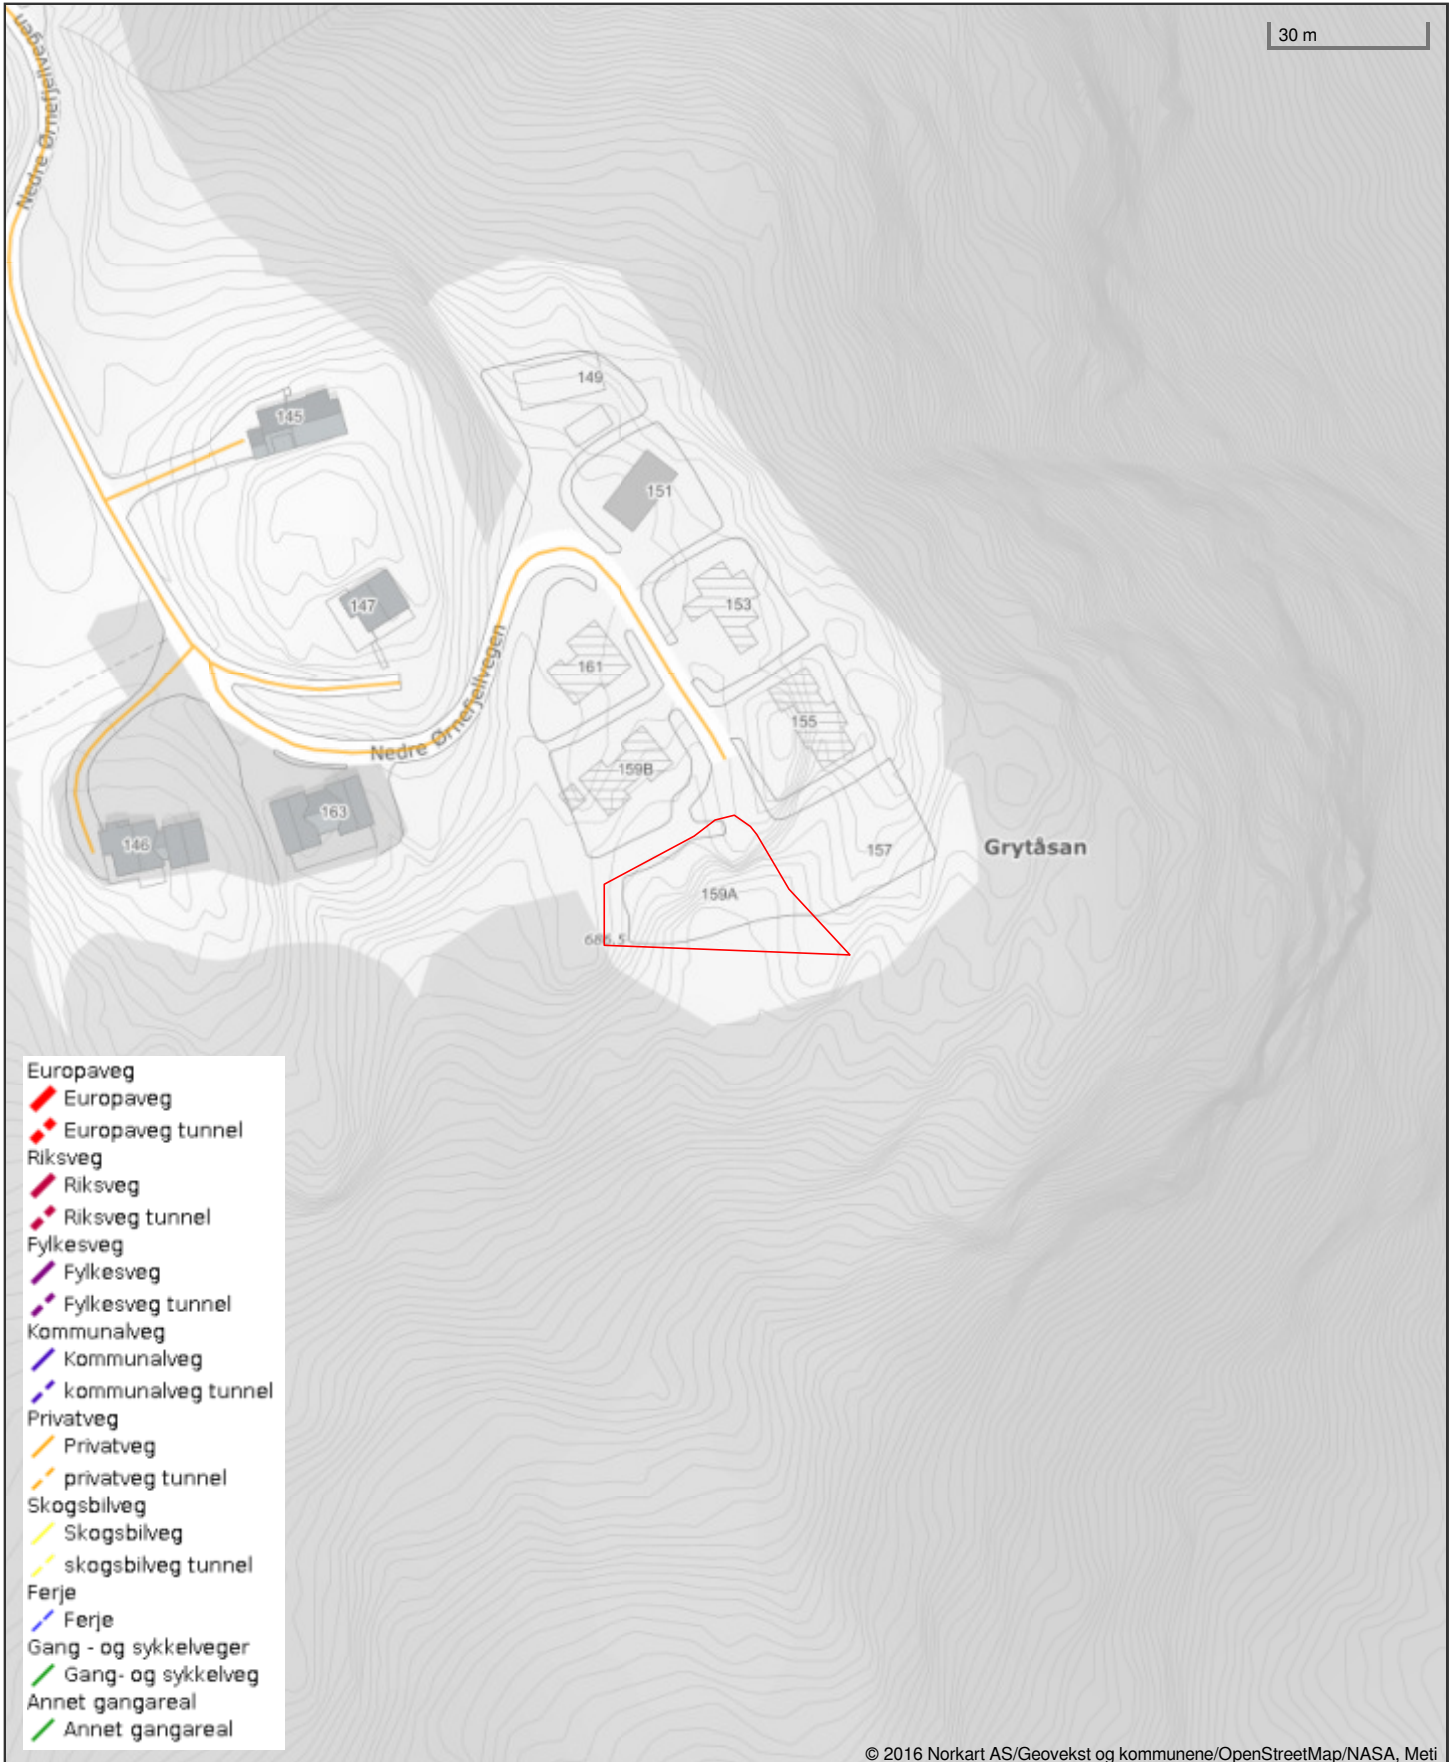 30 m
Nedre Ørnefjellvegen
149
145
151
147
153
161
Nedre Ørnefjellvegen
155
159B
163
146
157
Grytåsan
159A
686.5
Europaveg
Europaveg
Europaveg tunnel
Riksveg
Riksveg
Riksveg tunnel
Fylkesveg
Fylkesveg
Fylkesveg tunnel
Kommunalveg
Kommunalveg
kommunalveg tunnel
Privatveg
Privatveg
privatveg tunnel
Skogsbilveg
Skogsbilveg
skogsbilveg tunnel
Ferje
Ferje
Gang - og sykkelveger
Gang- og sykkelveg
Annet gangareal
Annet gangareal
© 2016 Norkart AS/Geovekst og kommunene/OpenStreetMap/NASA, Meti